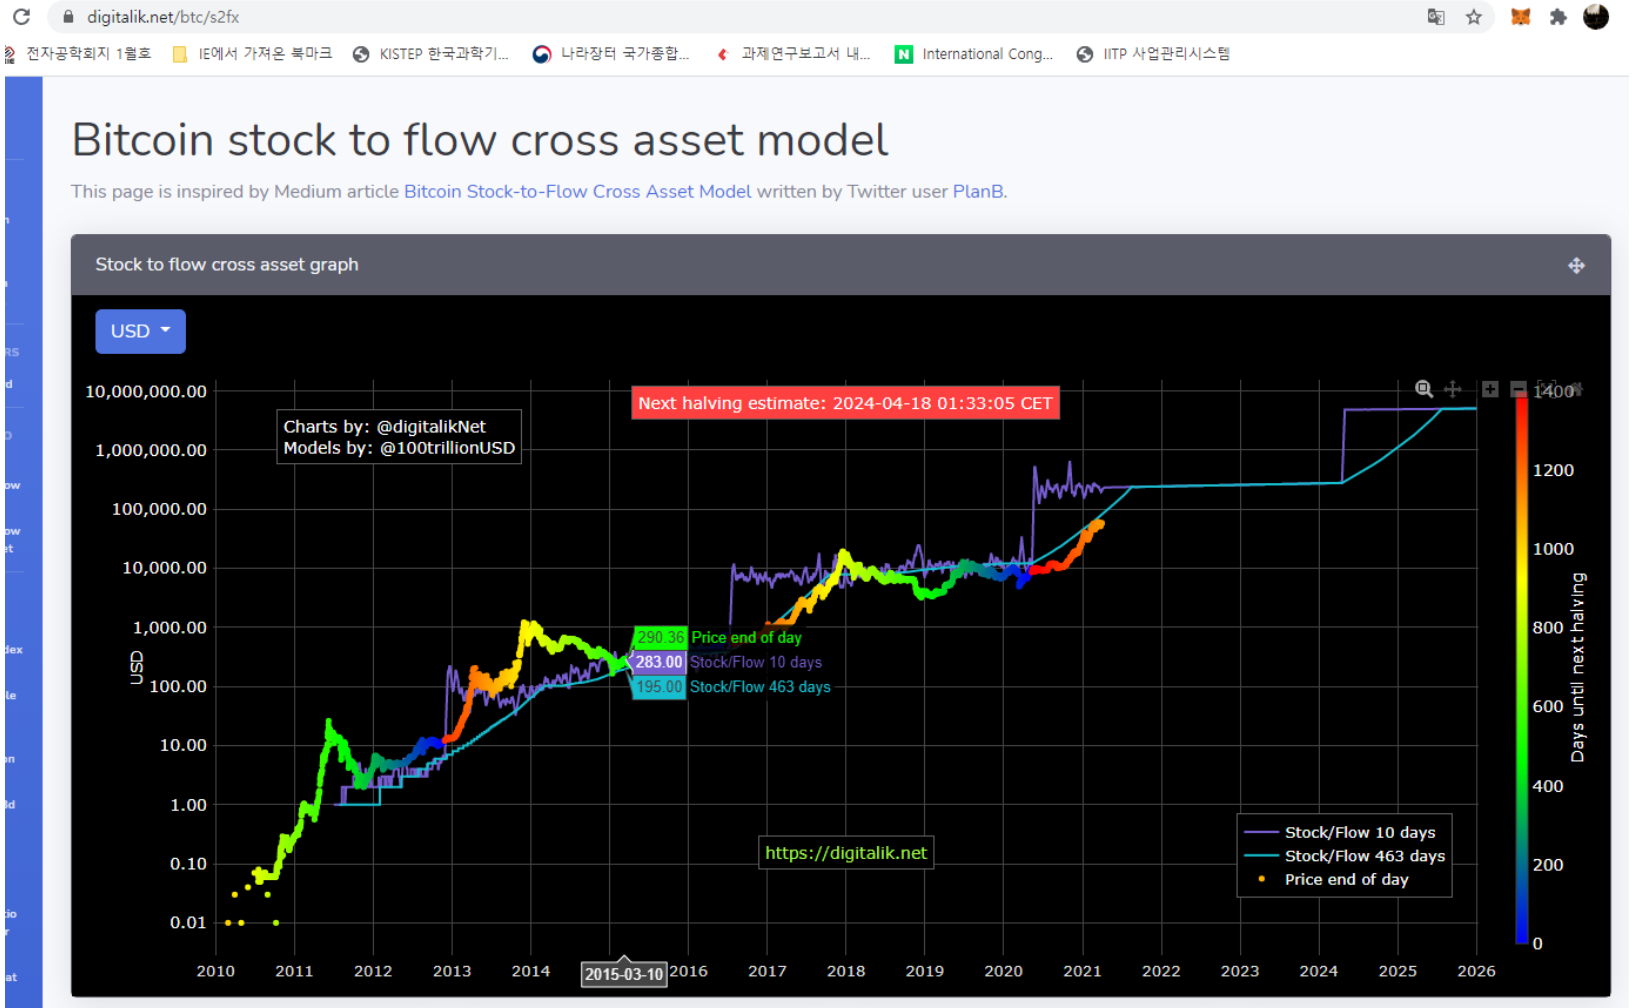 digitalik.net/btc/s2fx
전자공학회지 1월호 IE에서 가져온 북마크 KISTEP 한국과학기... 나라장터 국가종합... 과제연구보고서 내... International Cong... IITP 사업관리시스템
Bitcoin stock to flow cross asset model
This page is inspired by Medium article Bitcoin Stock-to-Flow Cross Asset Model written by Twitter user PlanB.
Stock to flow cross asset graph
USD
10,000,000.00
1,000,000.00
100,000.00
10,000.00
1,000.00
100.00
10.00
1.00
0.10
0.01
USD
Charts by: @digitalikNet
Models by: @100trillionUSD
Next halving estimate: 2024-04-18 01:33:05 CET
290.36 Price end of day
283.00 Stock/Flow 10 days
195.00 Stock/Flow 463 days
https://digitalik.net
Stock/Flow 10 days
Stock/Flow 463 days
Price end of day
1400
1200
1000
800
600
400
200
0
Days until next halving
2010 2011 2012 2013 2014 2015-03-10 2016 2017 2018 2019 2020 2021 2022 2023 2024 2025 2026